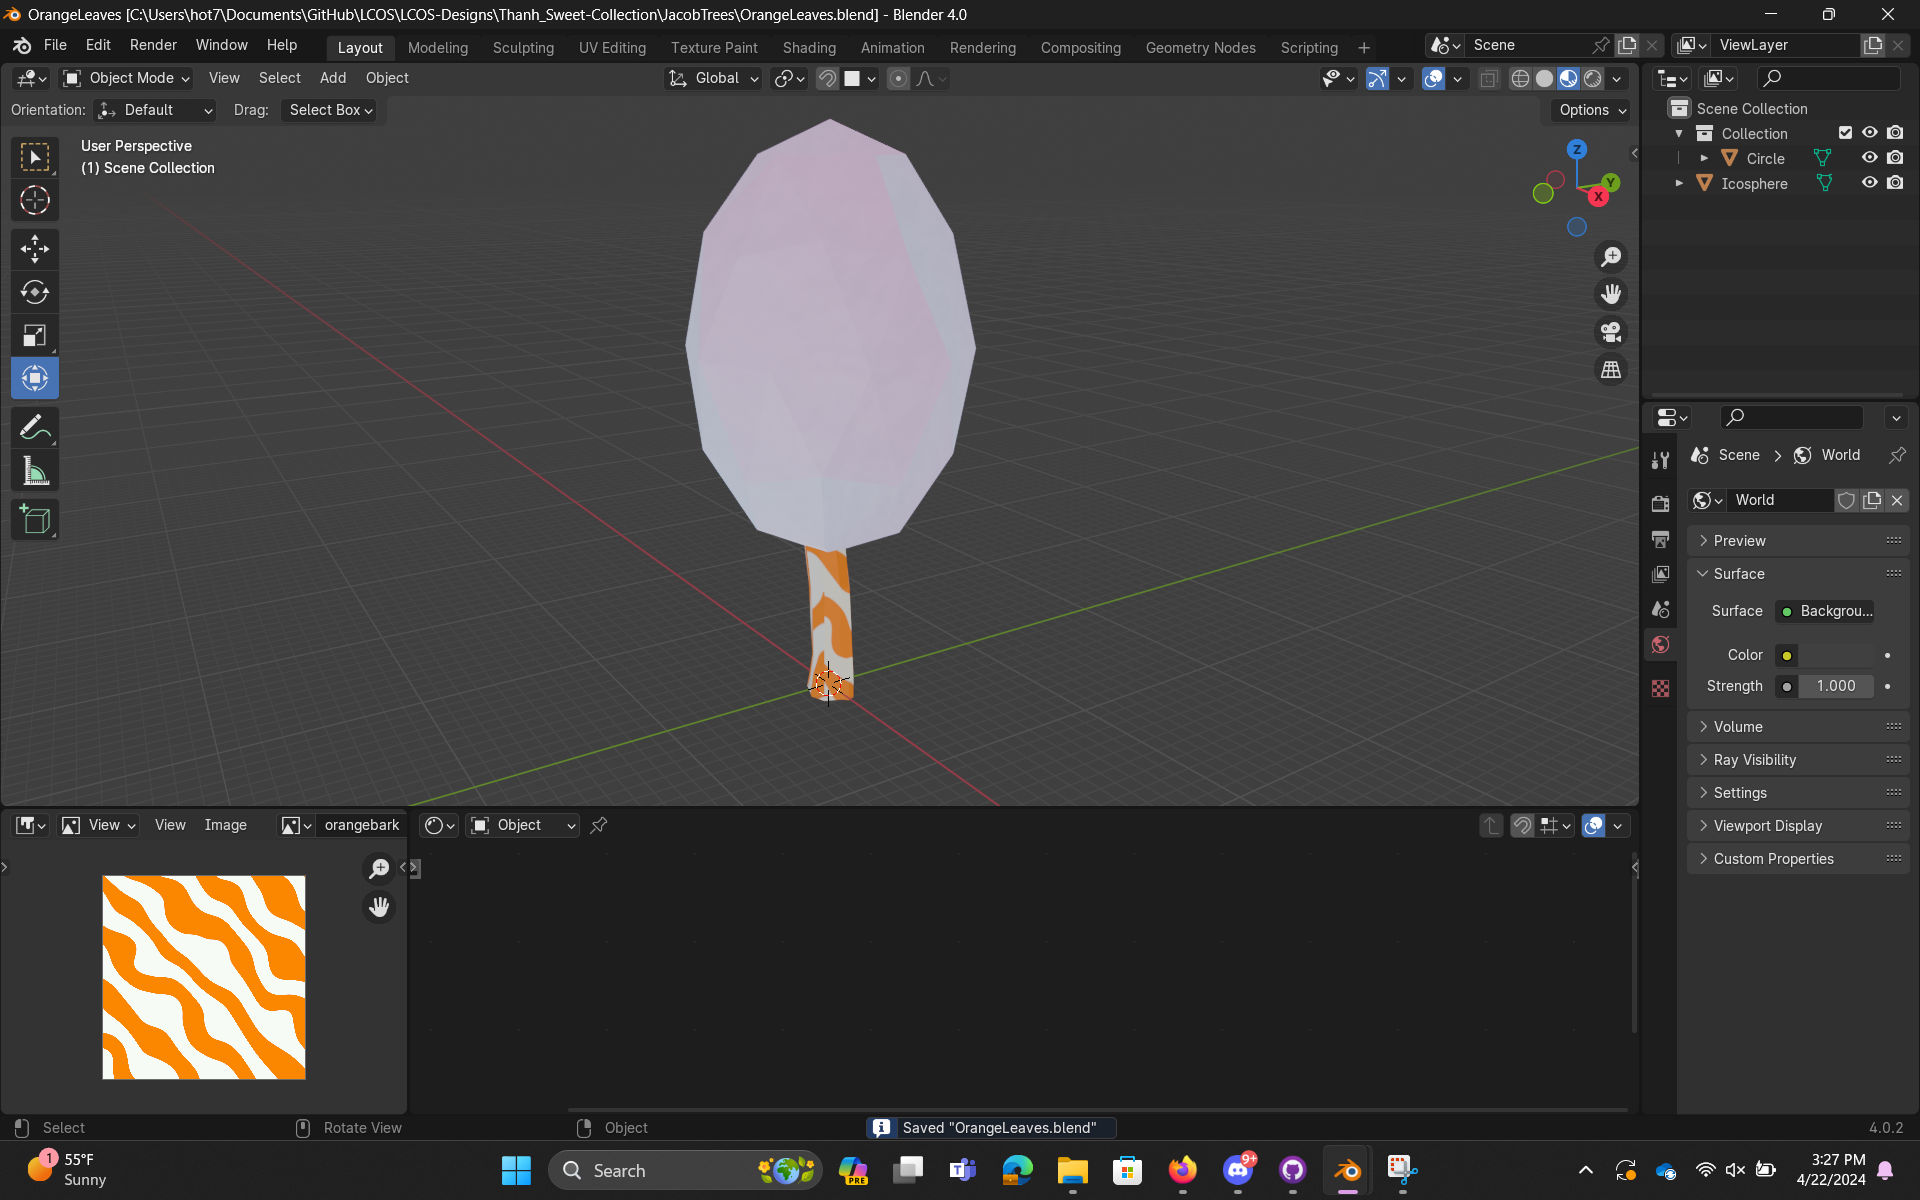 OrangeLeaves [C:\Users\hot7\Documents\GitHub\LCOS\LCOS-Designs\Thanh_Sweet-Collection\JacobTrees\OrangeLeaves.blend] - Blender 4.0
File Edit Render Window Help
Layout Modeling Sculpting UV Editing Texture Paint Shading Animation Rendering Compositing Geometry Nodes Scripting +
Scene
ViewLayer
Object Mode View Select Add Object
Global
Orientation: Default Drag: Select Box
Options
User Perspective
(1) Scene Collection
Z
Y
X
Scene Collection
Collection
Circle
Icosphere
Scene > World
World
Preview
Surface
Surface Backgrou...
Color
Strength 1.000
Volume
Ray Visibility
Settings
Viewport Display
Custom Properties
View View Image orangebark
Object
Select Rotate View Object
Saved "OrangeLeaves.blend"
4.0.2
1
55°F
Sunny
Search
PRE
9+
3:27 PM
4/22/2024